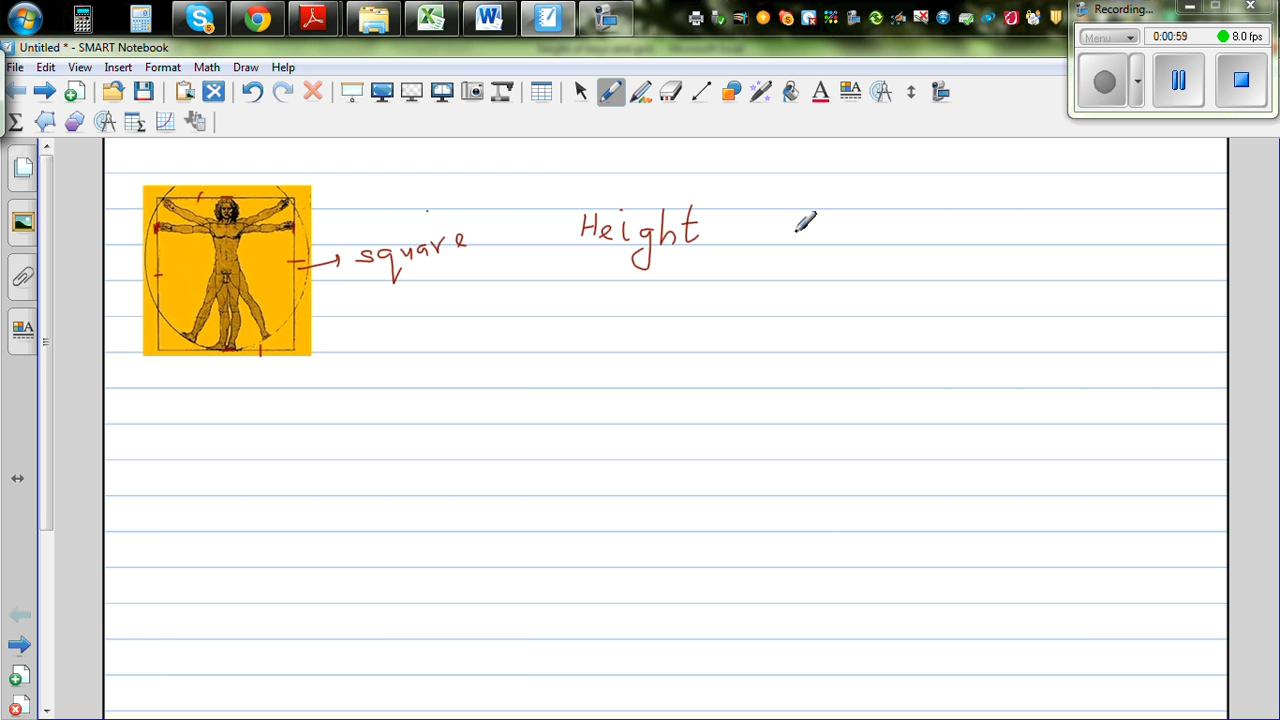 Recording...
Menu
0:00:59
8.0 fps
Untitled * - SMART Notebook
File Edit View Insert Format Math Draw Help
Height
square